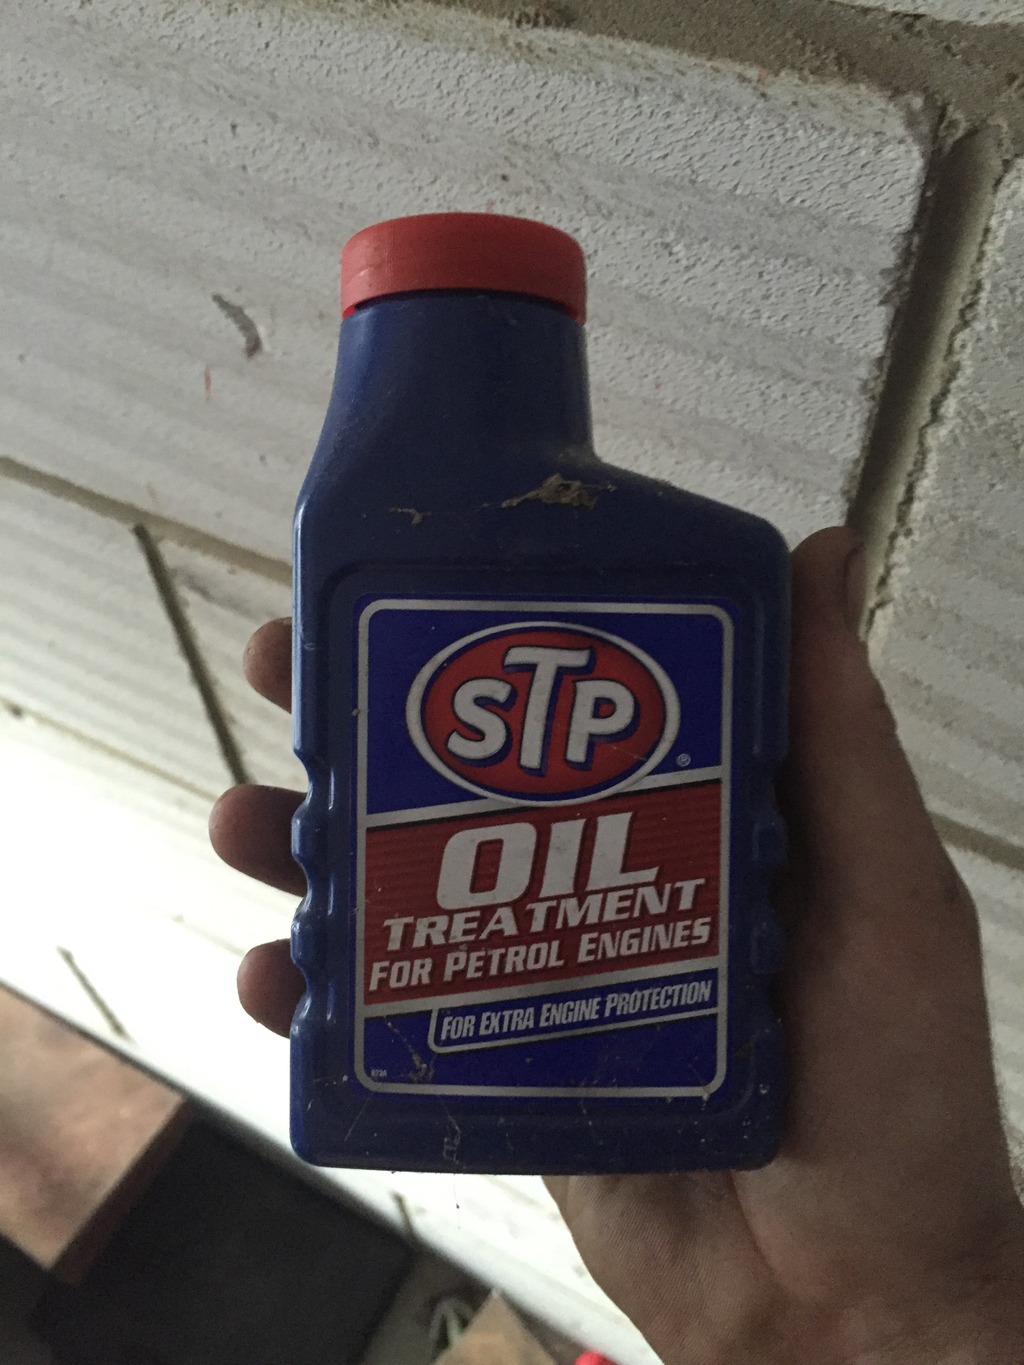 STP
®
OIL
TREATMENT
FOR PETROL ENGINES
FOR EXTRA ENGINE PROTECTION